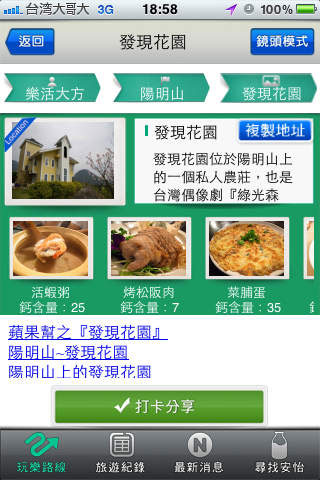 台湾大哥大 3G 18:58 100%
返回 發現花園 鏡頭模式
樂活大方 陽明山 發現花園
Location
發現花園 複製地址
發現花園位於陽明山上
的一個私人農莊，也是
台灣偶像劇『綠光森
活蝦粥 烤松阪肉 菜脯蛋
鈣含量：25 鈣含量：7 鈣含量：35
蘋果幫之『發現花園』
陽明山~發現花園
陽明山上的發現花園
打卡分享
玩樂路線 旅遊紀錄 最新消息 尋找安怡